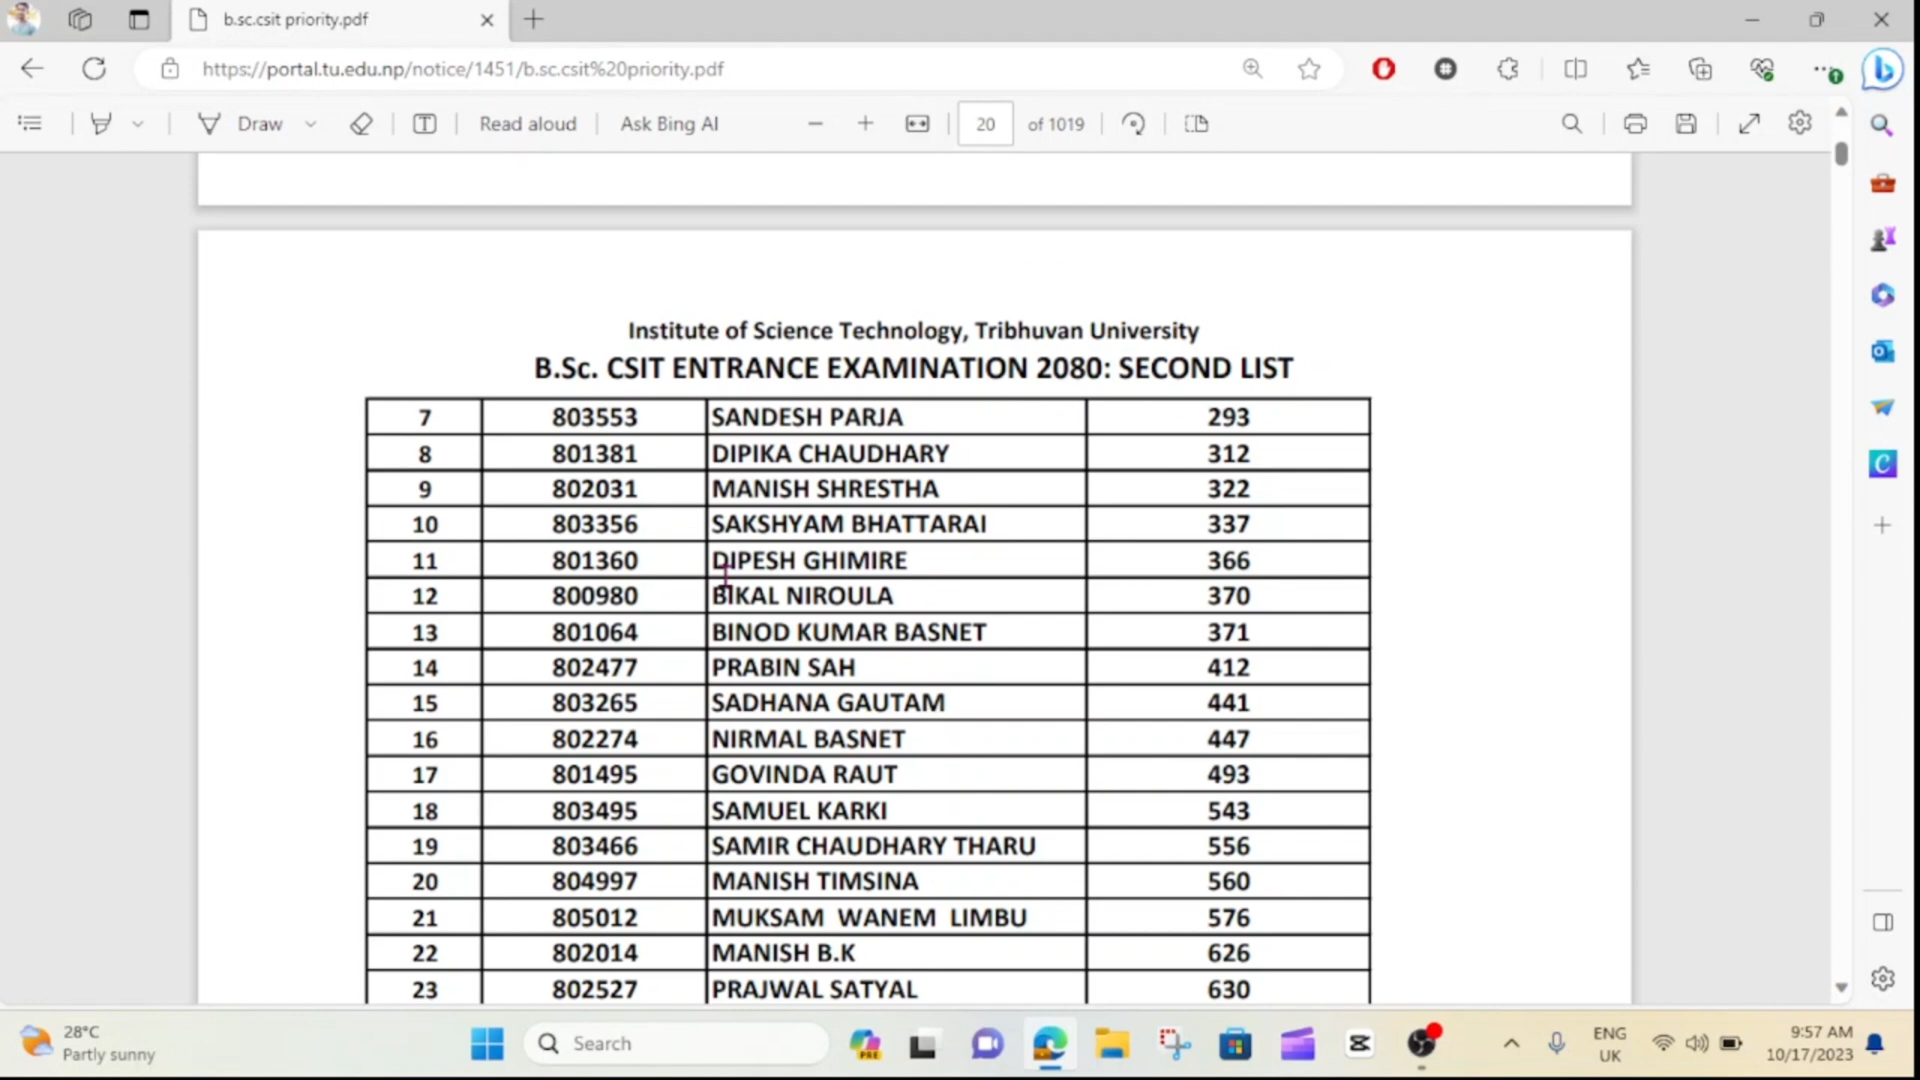 b.sc.csit priority.pdf
https://portal.tu.edu.np/notice/1451/b.sc.csit%20priority.pdf
Draw
Read aloud
Ask Bing AI
20 of 1019
Institute of Science Technology, Tribhuvan University
B.Sc. CSIT ENTRANCE EXAMINATION 2080: SECOND LIST
7 803553 SANDESH PARJA 293
8 801381 DIPIKA CHAUDHARY 312
9 802031 MANISH SHRESTHA 322
10 803356 SAKSHYAM BHATTARAI 337
11 801360 DIPESH GHIMIRE 366
12 800980 BIKAL NIROULA 370
13 801064 BINOD KUMAR BASNET 371
14 802477 PRABIN SAH 412
15 803265 SADHANA GAUTAM 441
16 802274 NIRMAL BASNET 447
17 801495 GOVINDA RAUT 493
18 803495 SAMUEL KARKI 543
19 803466 SAMIR CHAUDHARY THARU 556
20 804997 MANISH TIMSINA 560
21 805012 MUKSAM WANEM LIMBU 576
22 802014 MANISH B.K 626
23 802527 PRAJWAL SATYAL 630
28°C
Partly sunny
Search
PRE
ENG
UK
9:57 AM
10/17/2023